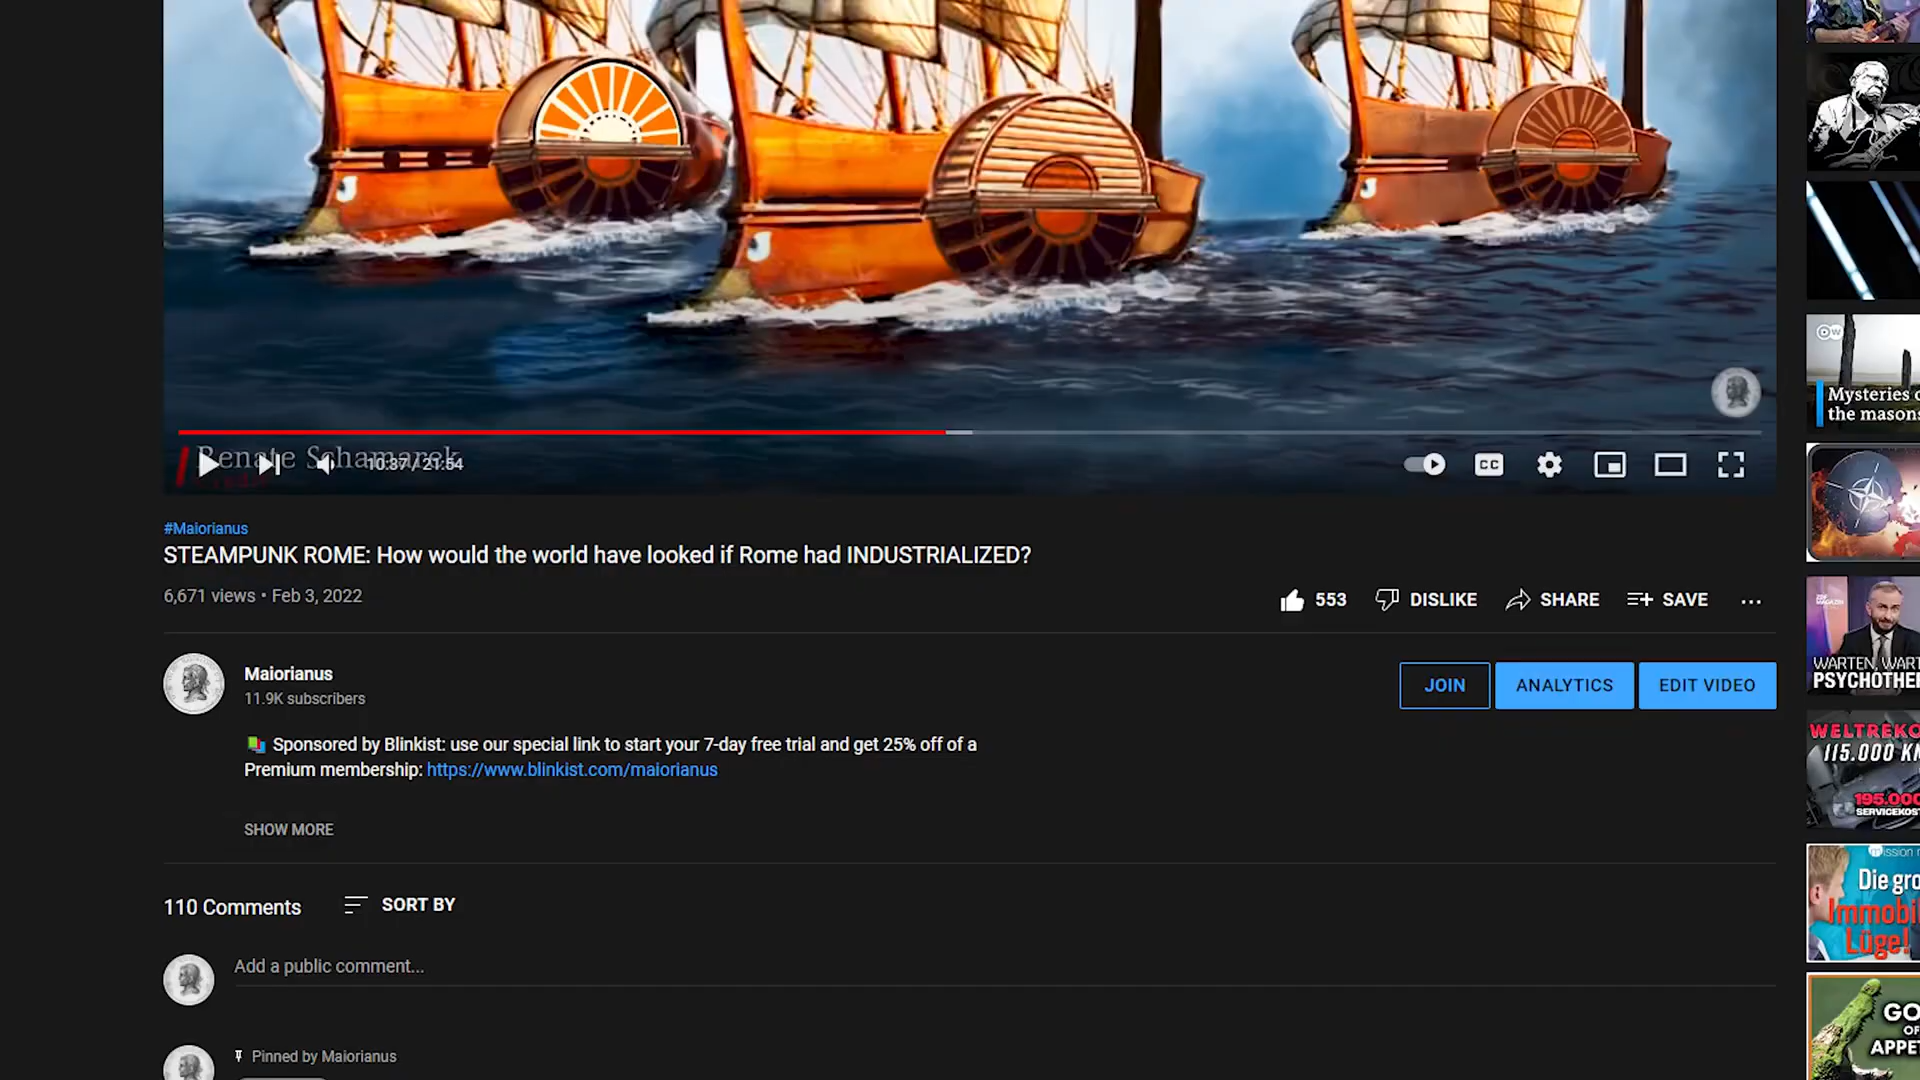 Renate Schamarek
10:37 / 21:54
CC
#Maiorianus
STEAMPUNK ROME: How would the world have looked if Rome had INDUSTRIALIZED?
6,671 views • Feb 3, 2022
553
DISLIKE
SHARE
SAVE
...
Maiorianus
11.9K subscribers
JOIN
ANALYTICS
EDIT VIDEO
Sponsored by Blinkist: use our special link to start your 7-day free trial and get 25% off of a
Premium membership: https://www.blinkist.com/maiorianus
SHOW MORE
110 Comments
SORT BY
Add a public comment...
Pinned by Maiorianus
DW
Mysteries
the masons
WARTEN, WART
PSYCHOTHE
WELTREKO
115.000 K
195.000
SERVICEKOST
Die gro
Immobi
Lüge!
GO
OF
APPET